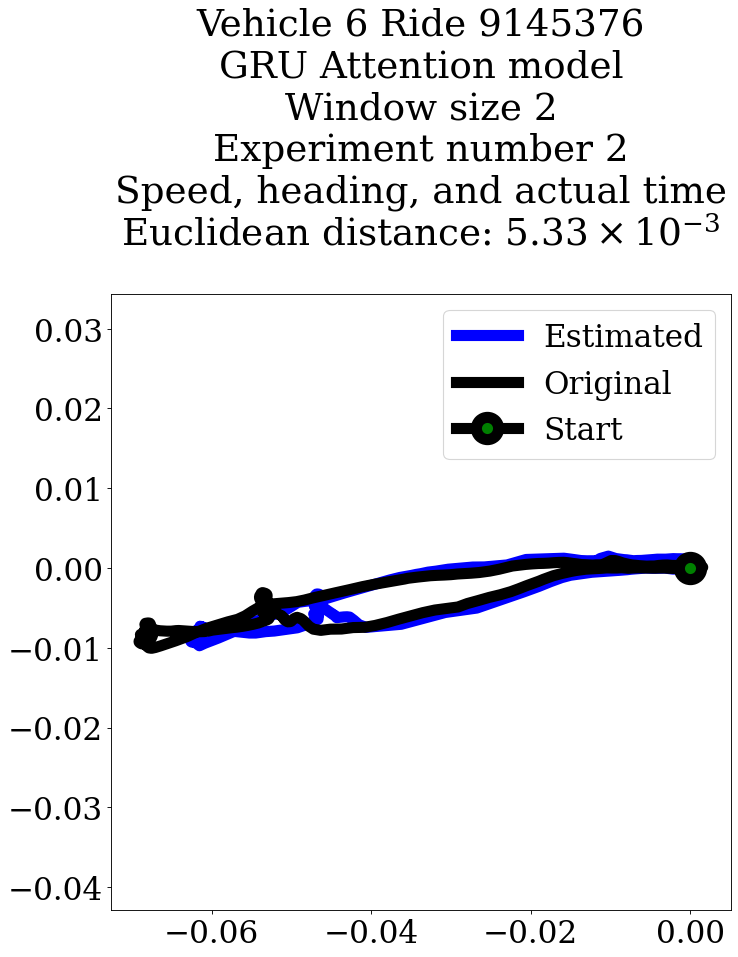 Vehicle 6 Ride 9145376
GRU Attention model
Window size 2
Experiment number 2
Speed, heading, and actual time
Euclidean distance: 5.33 × 10⁻³
Estimated
Original
Start
0.03
0.02
0.01
0.00
−0.01
−0.02
−0.03
−0.04
−0.06
−0.04
−0.02
0.00